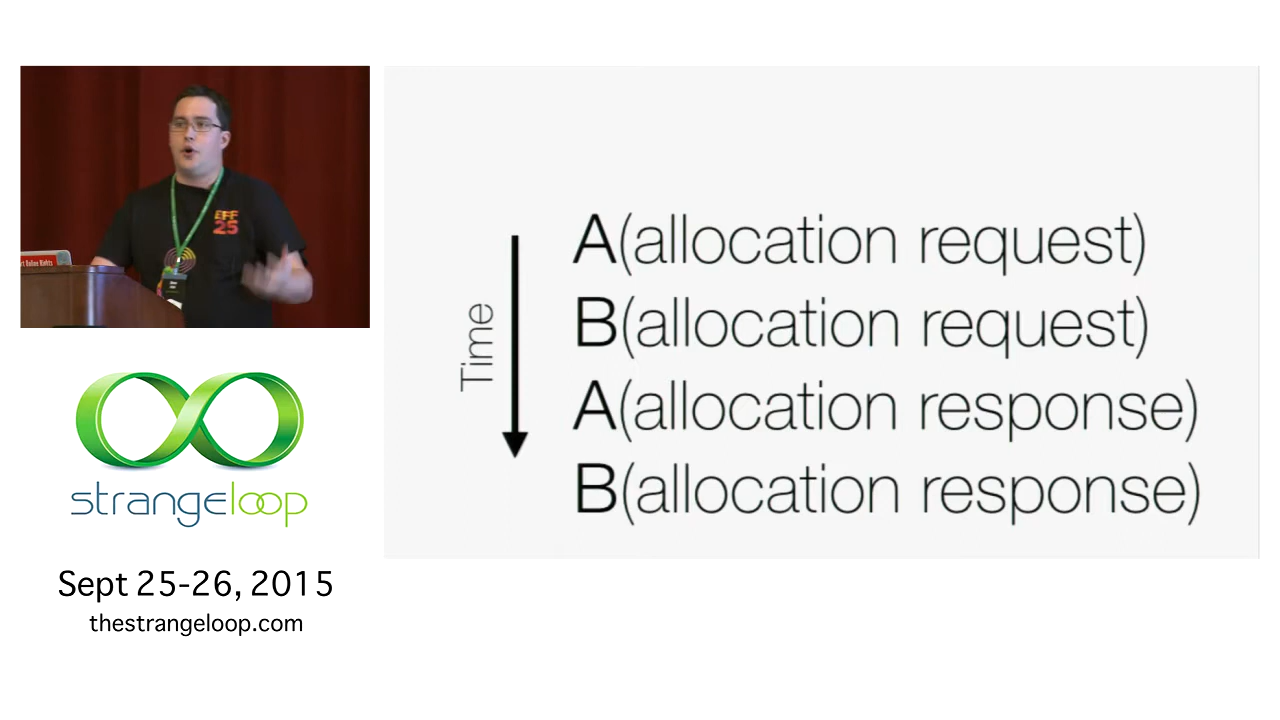 EFF
25
strangeloop
Sept 25-26, 2015
thestrangeloop.com
Time
A(allocation request)
B(allocation request)
A(allocation response)
B(allocation response)